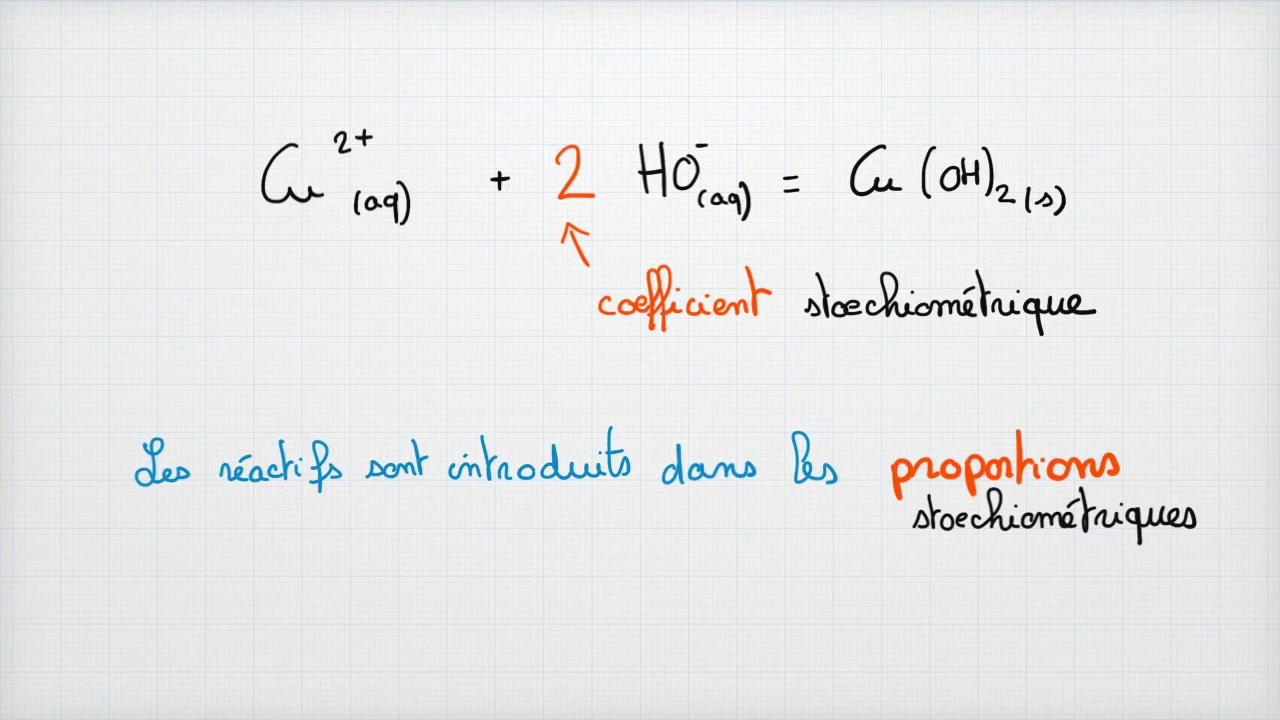 Cu²⁺(aq) + 2 HO⁻(aq) = Cu(OH)₂(s)
coefficient stoechiométrique
Les réactifs sont introduits dans les proportions
stoechiométriques